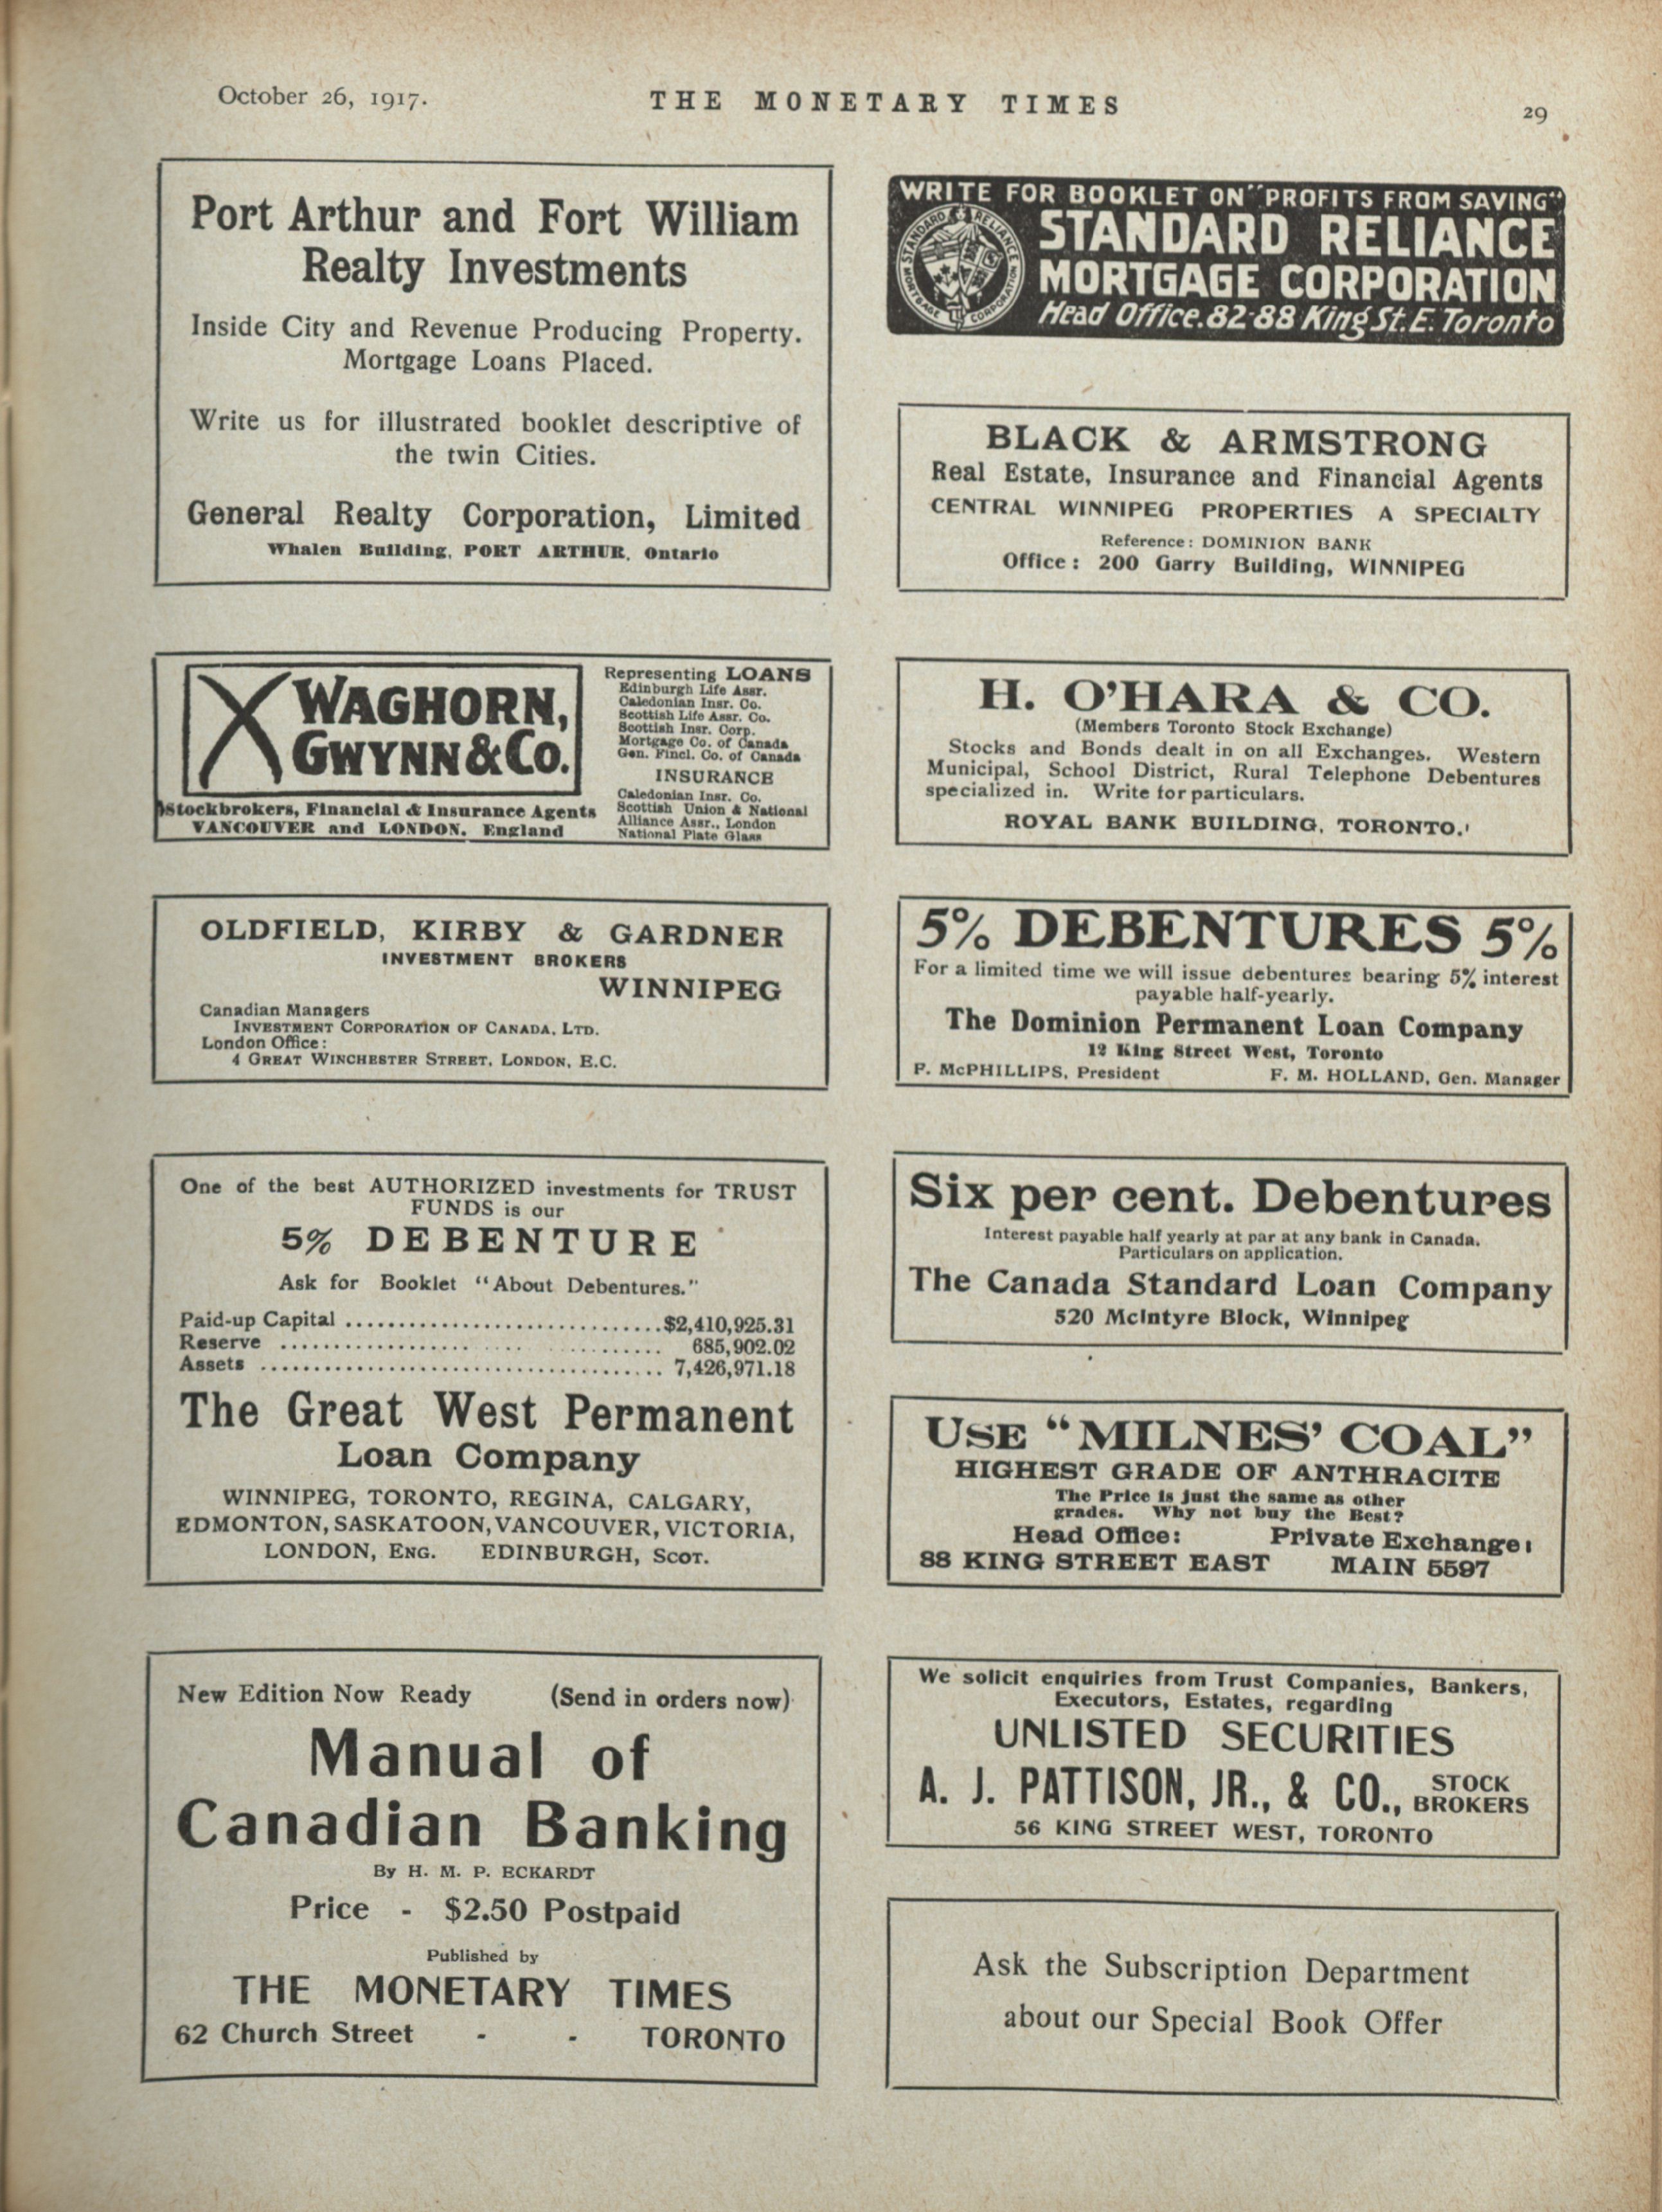 October 26, 1917.
THE MONETARY TIMES
29
Port Arthur and Fort William
Realty Investments
Inside City and Revenue Producing Property.
Mortgage Loans Placed.
Write us for illustrated booklet descriptive of
the twin Cities.
General Realty Corporation, Limited
Whalen Building, PORT ARTHUR, Ontario
WAGHORN,
GWYNN & Co.
Stockbrokers, Financial & Insurance Agents
VANCOUVER and LONDON, England
Representing LOANS
Edinburgh Life Assr.
Caledonian Insr. Co.
Scottish Life Assr. Co.
Scottish Insr. Corp.
Mortgage Co. of Canada
Gen. Fincl. Co. of Canada
INSURANCE
Caledonian Insr. Co.
Scottish Union & National
Alliance Assr., London
National Plate Glass
OLDFIELD, KIRBY & GARDNER
INVESTMENT BROKERS
WINNIPEG
Canadian Managers
INVESTMENT CORPORATION OF CANADA, LTD.
London Office:
4 GREAT WINCHESTER STREET, LONDON, E.C.
One of the best AUTHORIZED investments for TRUST
FUNDS is our
5% DEBENTURE
Ask for Booklet "About Debentures."
Paid-up Capital ..............................$2,410,925.31
Reserve .................................... 685,902.02
Assets ...................................... 7,426,971.18
The Great West Permanent
Loan Company
WINNIPEG, TORONTO, REGINA, CALGARY,
EDMONTON, SASKATOON, VANCOUVER, VICTORIA,
LONDON, ENG. EDINBURGH, SCOT.
New Edition Now Ready (Send in orders now)
Manual of
Canadian Banking
By H. M. P. ECKARDT
Price - $2.50 Postpaid
Published by
THE MONETARY TIMES
62 Church Street - - TORONTO
WRITE FOR BOOKLET ON "PROFITS FROM SAVING"
STANDARD RELIANCE
MORTGAGE CORPORATION
Head Office. 82-88 King St. E. Toronto
STANDARD RELIANCE MORTGAGE CORPORATION
BLACK & ARMSTRONG
Real Estate, Insurance and Financial Agents
CENTRAL WINNIPEG PROPERTIES A SPECIALTY
Reference: DOMINION BANK
Office: 200 Garry Building, WINNIPEG
H. O'HARA & CO.
(Members Toronto Stock Exchange)
Stocks and Bonds dealt in on all Exchanges. Western
Municipal, School District, Rural Telephone Debentures
specialized in. Write for particulars.
ROYAL BANK BUILDING, TORONTO.
5% DEBENTURES 5%
For a limited time we will issue debentures bearing 5% interest
payable half-yearly.
The Dominion Permanent Loan Company
12 King Street West, Toronto
F. McPHILLIPS, President F. M. HOLLAND, Gen. Manager
Six per cent. Debentures
Interest payable half yearly at par at any bank in Canada.
Particulars on application.
The Canada Standard Loan Company
520 McIntyre Block, Winnipeg
USE "MILNES' COAL"
HIGHEST GRADE OF ANTHRACITE
The Price is just the same as other
grades. Why not buy the Best?
Head Office: Private Exchange:
88 KING STREET EAST MAIN 5597
We solicit enquiries from Trust Companies, Bankers,
Executors, Estates, regarding
UNLISTED SECURITIES
A. J. PATTISON, JR., & CO., STOCK BROKERS
56 KING STREET WEST, TORONTO
Ask the Subscription Department
about our Special Book Offer